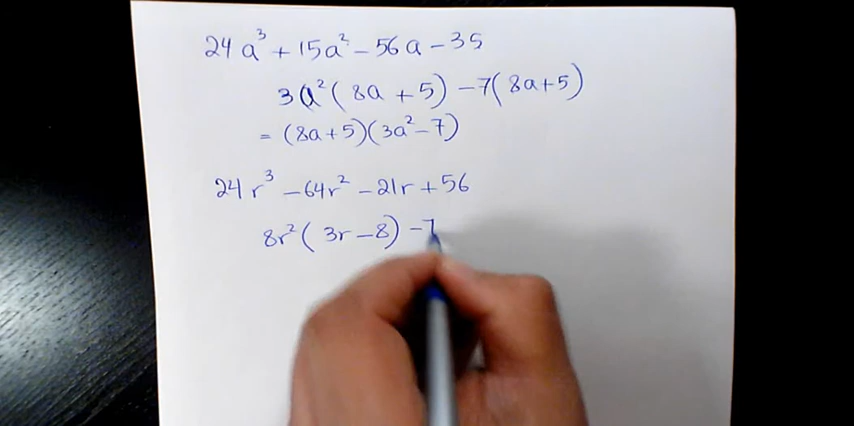 24a³ + 15a² - 56a - 35
3a²(8a + 5) - 7(8a+5)
= (8a+5)(3a² - 7)
24r³ - 64r² - 21r + 56
8r²(3r - 8) - 7